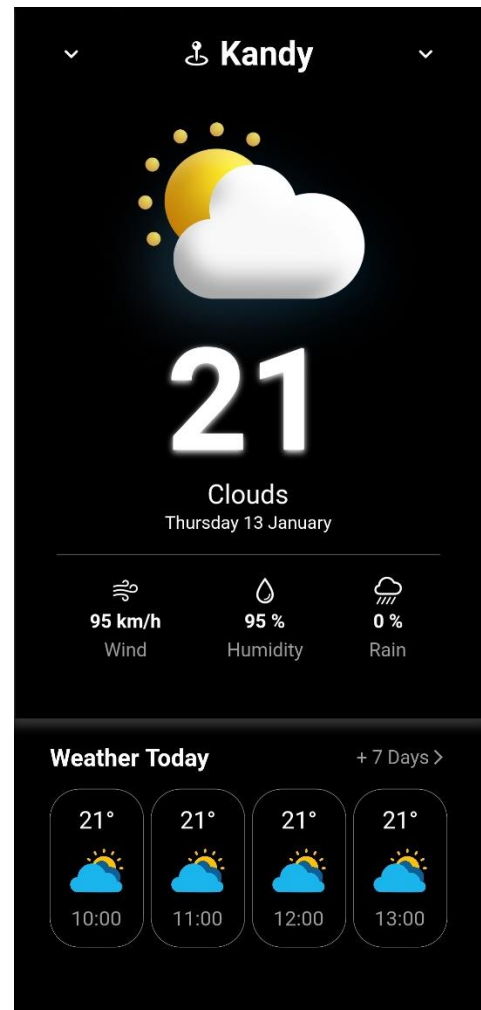 Kandy
21
Clouds
Thursday 13 January
95 km/h 95 % 0 %
Wind Humidity Rain
Weather Today + 7 Days >
21° 21° 21° 21°
10:00 11:00 12:00 13:00